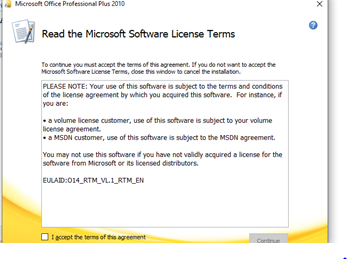 Microsoft Office Professional Plus 2010
Read the Microsoft Software License Terms
To continue you must accept the terms of this agreement. If you do not want to accept the
Microsoft Software License Terms, close this window to cancel the installation.
PLEASE NOTE: Your use of this software is subject to the terms and conditions
of the license agreement by which you acquired this software. For instance, if
you are:
• a volume license customer, use of this software is subject to your volume
license agreement.
• a MSDN customer, use of this software is subject to the MSDN agreement.
You may not use this software if you have not validly acquired a license for the
software from Microsoft or its licensed distributors.
EULAID:O14_RTM_VL.1_RTM_EN
I accept the terms of this agreement
Continue